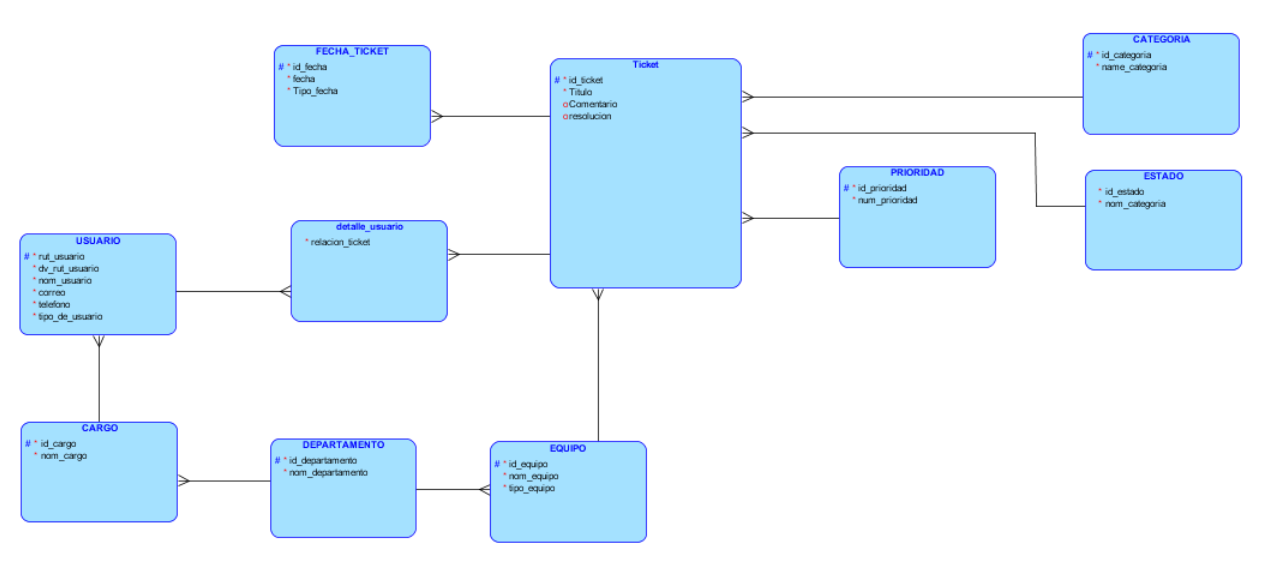 FECHA_TICKET
# * id_fecha
* fecha
* Tipo_fecha
Ticket
# * id_ticket
* Titulo
o Comentario
o resolucion
CATEGORIA
# * id_categoria
* name_categoria
PRIORIDAD
# * id_prioridad
* num_prioridad
ESTADO
* id_estado
* nom_categoria
detalle_usuario
* relacion_ticket
USUARIO
# * rut_usuario
* dv_rut_usuario
* nom_usuario
* correo
* telefono
* tipo_de_usuario
CARGO
# * id_cargo
* nom_cargo
DEPARTAMENTO
# * id_departamento
* nom_departamento
EQUIPO
# * id_equipo
* nom_equipo
* tipo_equipo